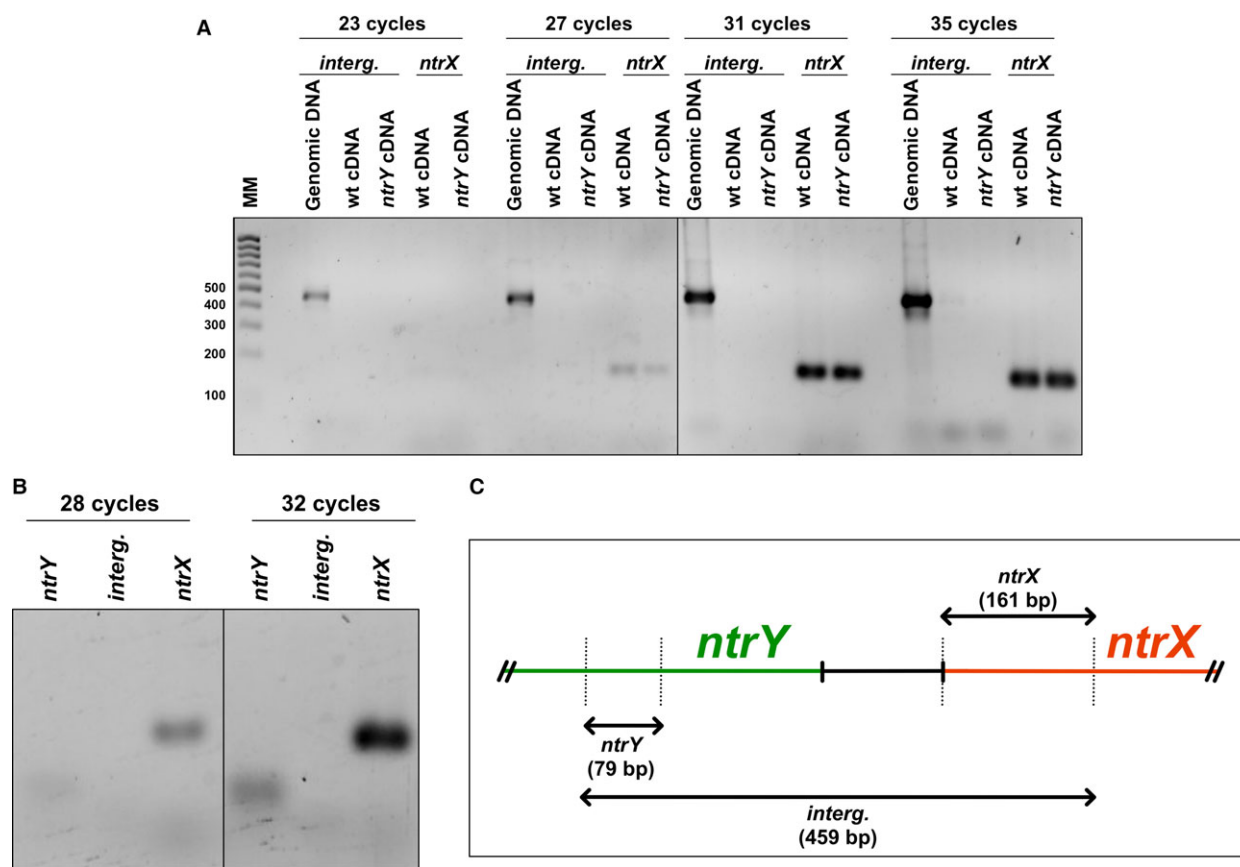 A
23 cycles
27 cycles
31 cycles
35 cycles
interg.
ntrX
interg.
ntrX
interg.
ntrX
interg.
ntrX
MM
Genomic DNA
wt cDNA
ntrY cDNA
wt cDNA
ntrY cDNA
Genomic DNA
wt cDNA
ntrY cDNA
wt cDNA
ntrY cDNA
Genomic DNA
wt cDNA
ntrY cDNA
wt cDNA
ntrY cDNA
Genomic DNA
wt cDNA
ntrY cDNA
wt cDNA
ntrY cDNA
500
400
300
200
100
B
28 cycles
32 cycles
ntrY
interg.
ntrX
ntrY
interg.
ntrX
C
ntrX
(161 bp)
ntrY
ntrX
ntrY
(79 bp)
interg.
(459 bp)